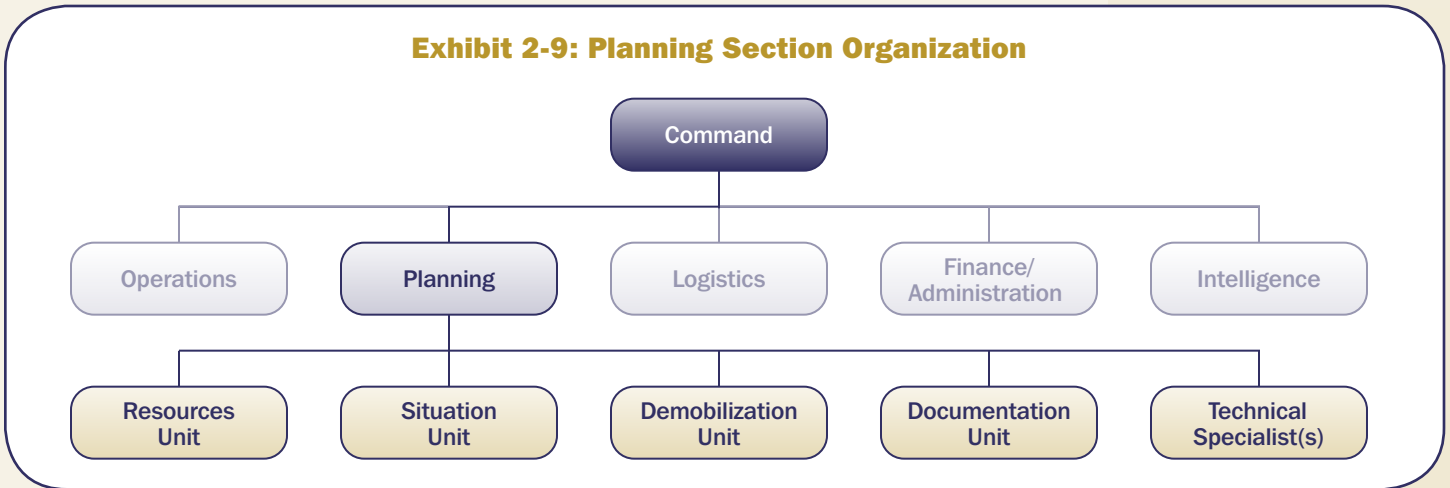 Exhibit 2-9: Planning Section Organization
Command
Operations
Planning
Logistics
Finance/
Administration
Intelligence
Resources
Unit
Situation
Unit
Demobilization
Unit
Documentation
Unit
Technical
Specialist(s)